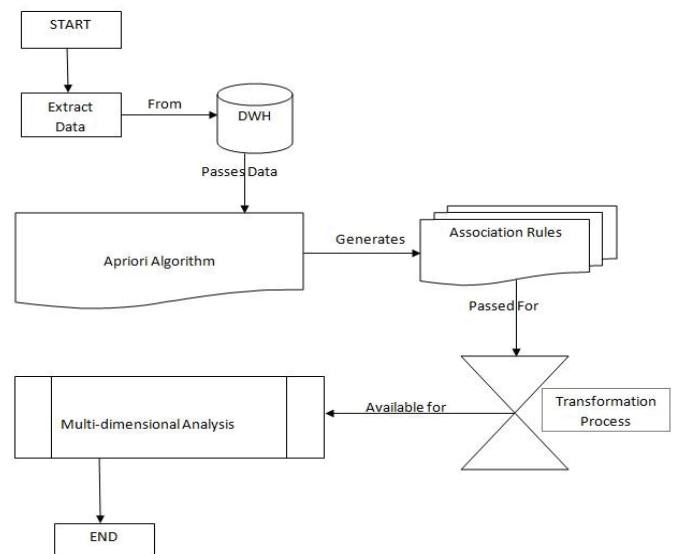 START
Extract
Data
From
DWH
Passes Data
Apriori Algorithm
Generates
Association Rules
Passed For
Transformation
Process
Available for
Multi-dimensional Analysis
END